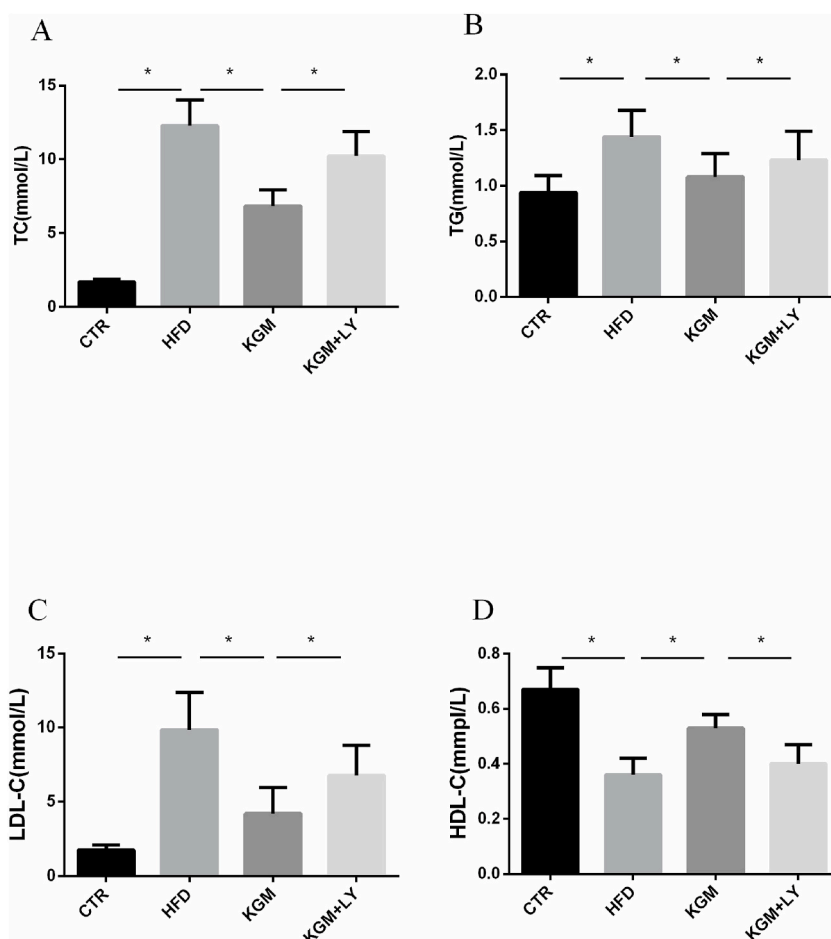 A
TC(mmol/L)
15
10
5
0
* * *
CTR HFD KGM KGM+LY
B
TG(mmol/L)
2.0
1.5
1.0
0.5
0.0
* * *
CTR HFD KGM KGM+LY
C
LDL-C(mmol/L)
15
10
5
0
* * *
CTR HFD KGM KGM+LY
D
HDL-C(mmpl/L)
0.8
0.6
0.4
0.2
0.0
* * *
CTR HFD KGM KGM+LY